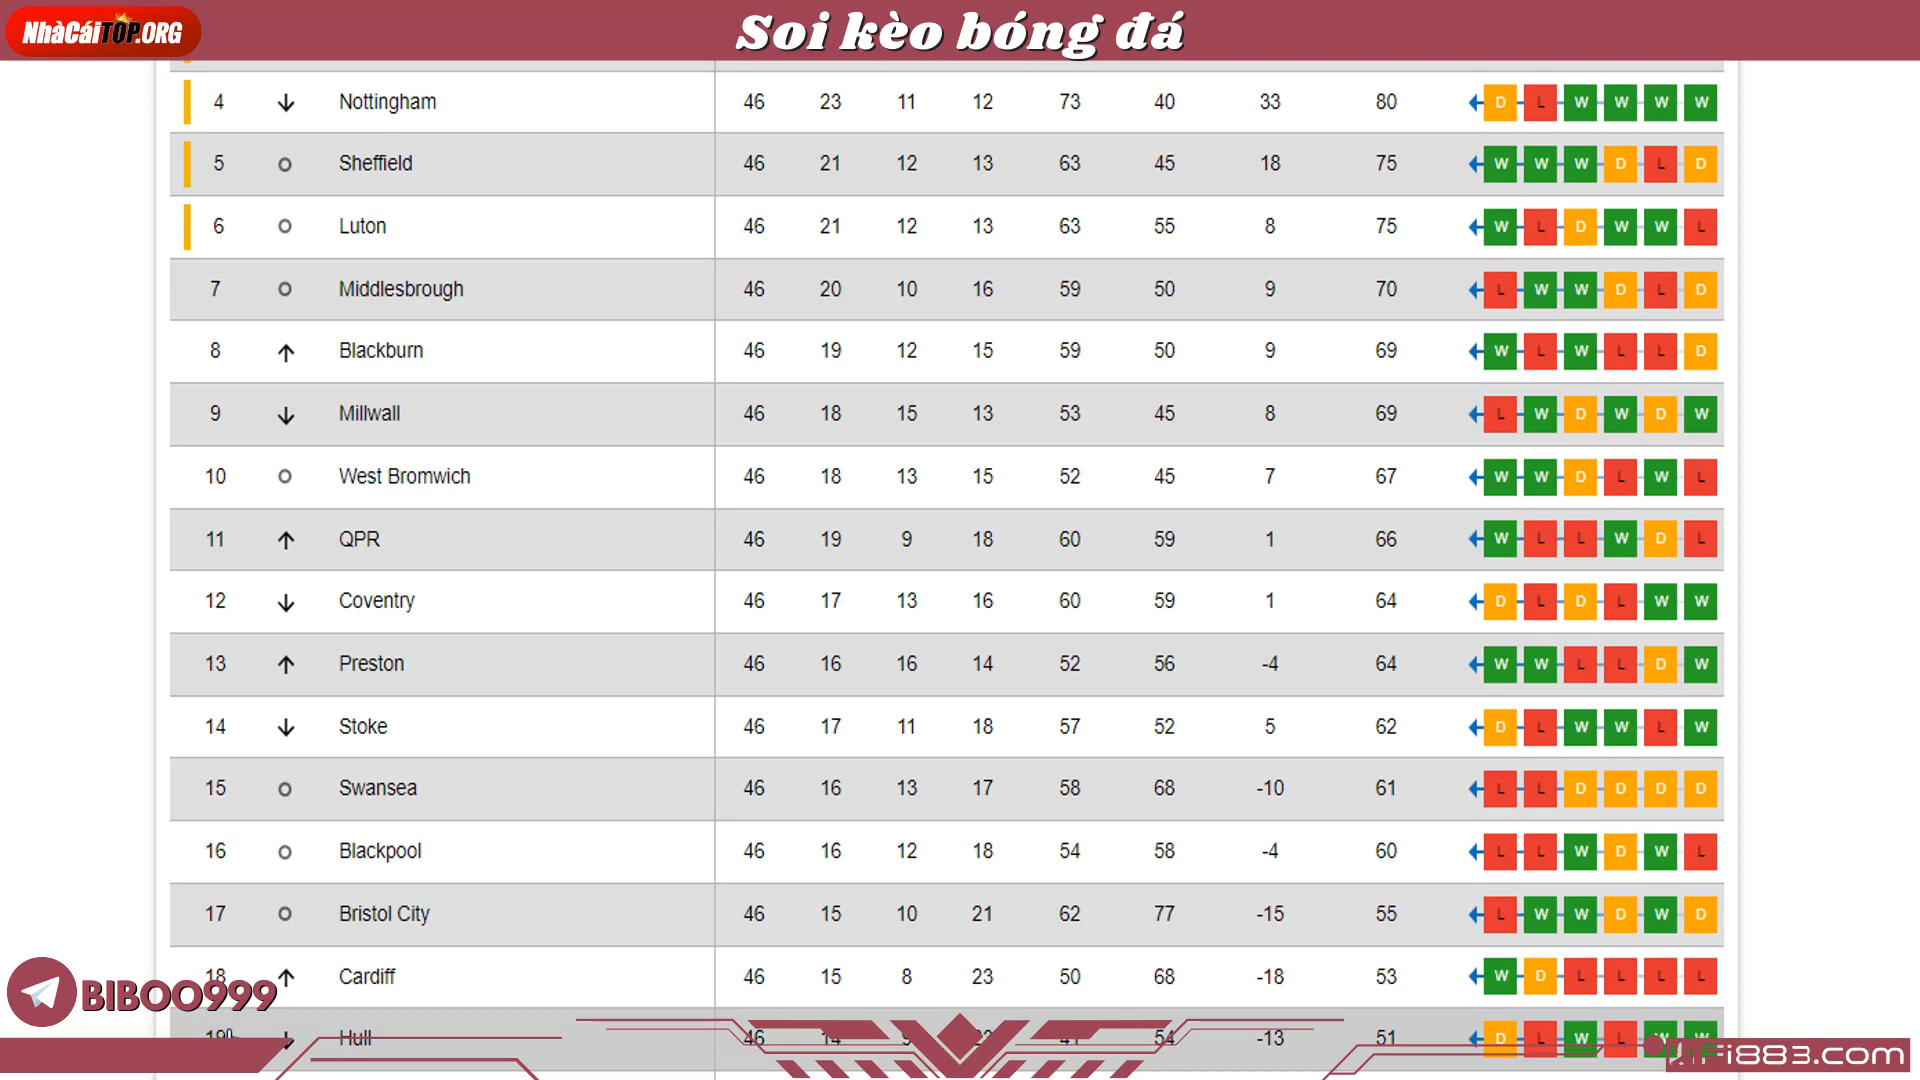 NhàCáiTOP.ORG
Soi kèo bóng đá
4 Nottingham 46 23 11 12 73 40 33 80 D L W W W W
5 Sheffield 46 21 12 13 63 45 18 75 W W W D L D
6 Luton 46 21 12 13 63 55 8 75 W L D W W L
7 Middlesbrough 46 20 10 16 59 50 9 70 L W W D L D
8 Blackburn 46 19 12 15 59 50 9 69 W L W L L D
9 Millwall 46 18 15 13 53 45 8 69 L W D W D W
10 West Bromwich 46 18 13 15 52 45 7 67 W W D L W L
11 QPR 46 19 9 18 60 59 1 66 W L L W D L
12 Coventry 46 17 13 16 60 59 1 64 D L D L W W
13 Preston 46 16 16 14 52 56 -4 64 W W L L D W
14 Stoke 46 17 11 18 57 52 5 62 D L W W L W
15 Swansea 46 16 13 17 58 68 -10 61 L L D D D D
16 Blackpool 46 16 12 18 54 58 -4 60 L L W D W L
17 Bristol City 46 15 10 21 62 77 -15 55 L W W D W D
18 Cardiff 46 15 8 23 50 68 -18 53 W D L L L L
BIBOO999
19 Hull 46 14 9 54 -13 51 D L W L W W
Fi883.com